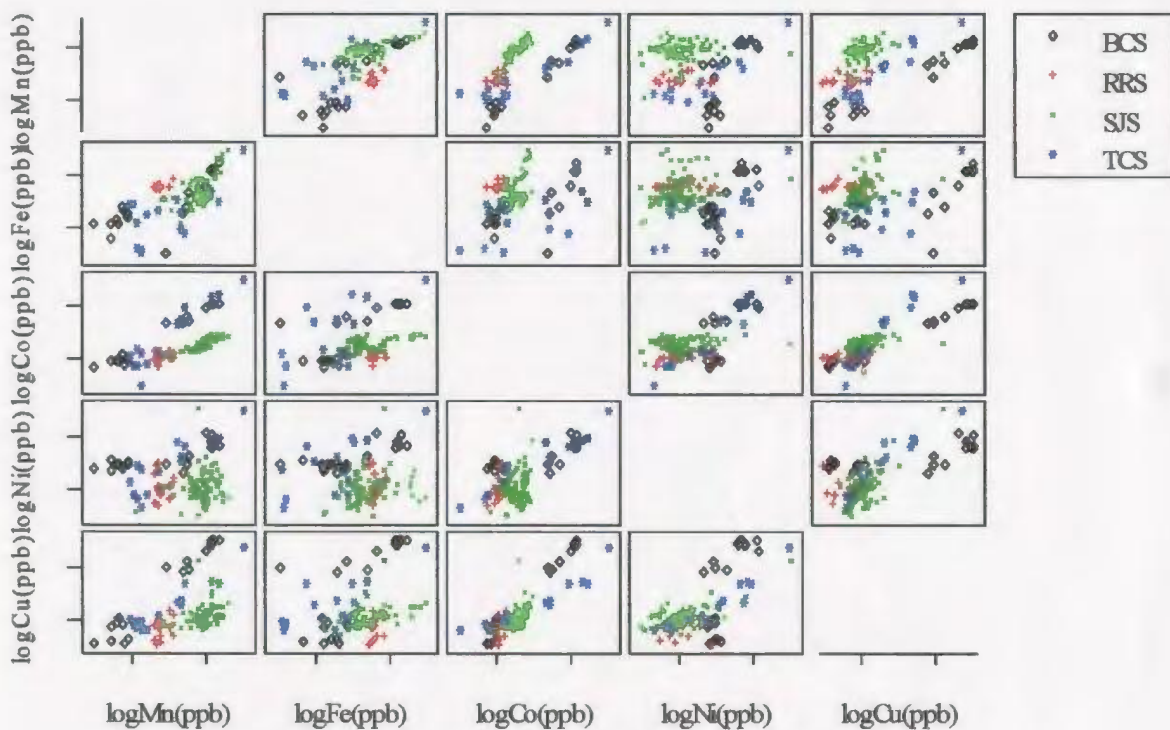 logMn(ppb)
logFe(ppb)
logCo(ppb)
logNi(ppb)
logCu(ppb)
BCS
RRS
SJS
TCS
logMn(ppb)
logFe(ppb)
logCo(ppb)
logNi(ppb)
logCu(ppb)